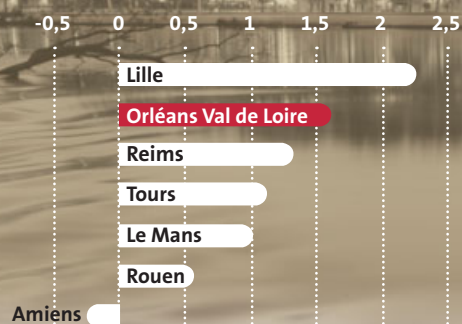 -0,5 0 0,5 1 1,5 2 2,5
Lille
Orléans Val de Loire
Reims
Tours
Le Mans
Rouen
Amiens